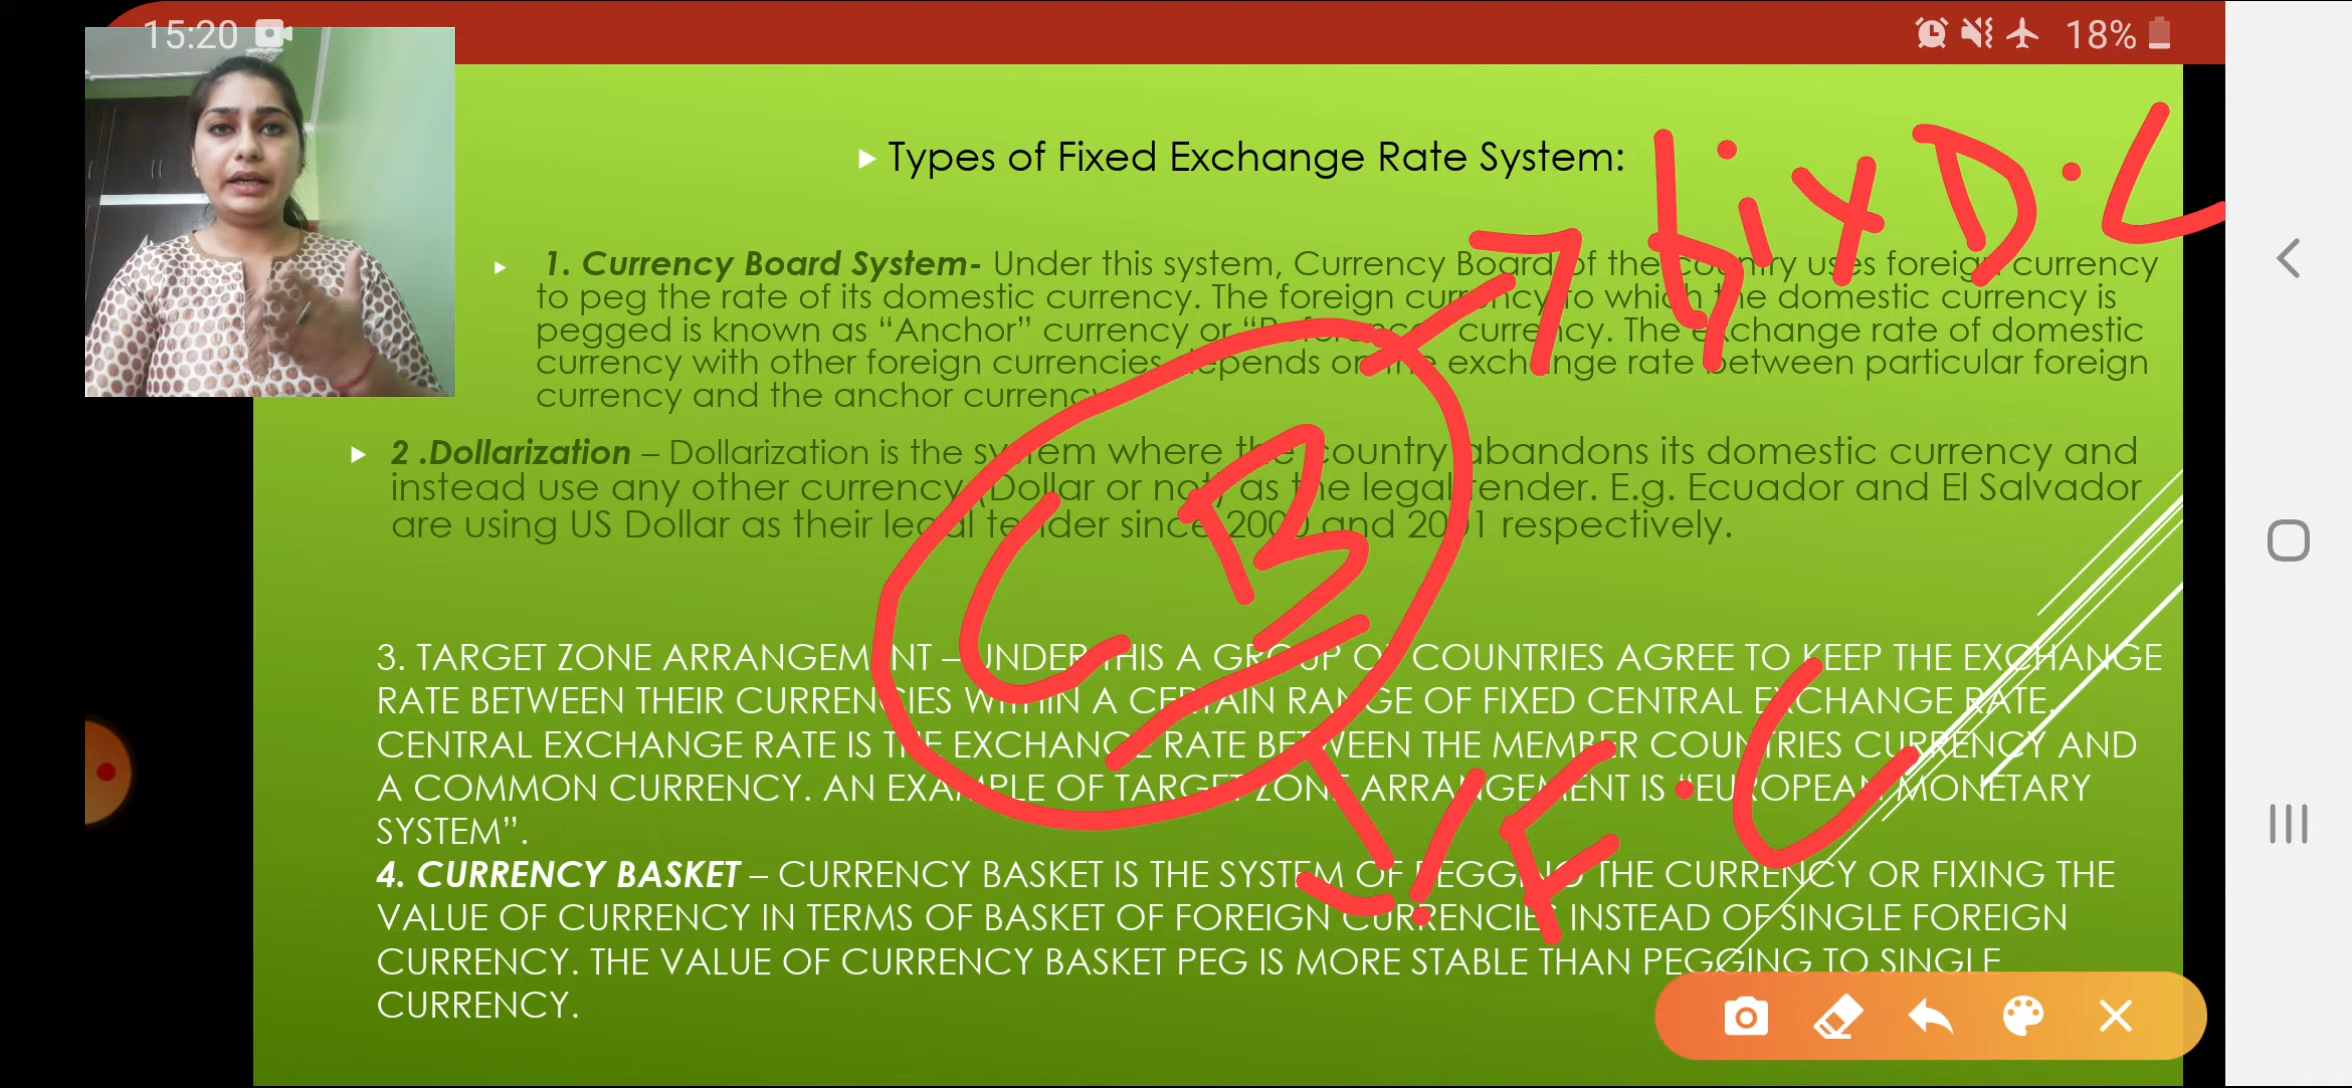 15:20
18%
Types of Fixed Exchange Rate System:
1. Currency Board System- Under this system, Currency Board of the country uses foreign currency
to peg the rate of its domestic currency. The foreign currency to which the domestic currency is
pegged is known as “Anchor” currency or “Reference” currency. The exchange rate of domestic
currency with other foreign currencies depends on the exchange rate between particular foreign
currency and the anchor currency
2 .Dollarization – Dollarization is the system where the country abandons its domestic currency and
instead use any other currency (Dollar or not) as the legal tender. E.g. Ecuador and El Salvador
are using US Dollar as their legal tender since 2000 and 2001 respectively.
3. TARGET ZONE ARRANGEMENT – UNDER THIS A GROUP OF COUNTRIES AGREE TO KEEP THE EXCHANGE
RATE BETWEEN THEIR CURRENCIES WITHIN A CERTAIN RANGE OF FIXED CENTRAL EXCHANGE RATE.
CENTRAL EXCHANGE RATE IS THE EXCHANGE RATE BETWEEN THE MEMBER COUNTRIES CURRENCY AND
A COMMON CURRENCY. AN EXAMPLE OF TARGET ZONE ARRANGEMENT IS “EUROPEAN MONETARY
SYSTEM”.
4. CURRENCY BASKET – CURRENCY BASKET IS THE SYSTEM OF PEGGING THE CURRENCY OR FIXING THE
VALUE OF CURRENCY IN TERMS OF BASKET OF FOREIGN CURRENCIES INSTEAD OF SINGLE FOREIGN
CURRENCY. THE VALUE OF CURRENCY BASKET PEG IS MORE STABLE THAN PEGGING TO SINGLE
CURRENCY.
fix D.C
CB
F.C